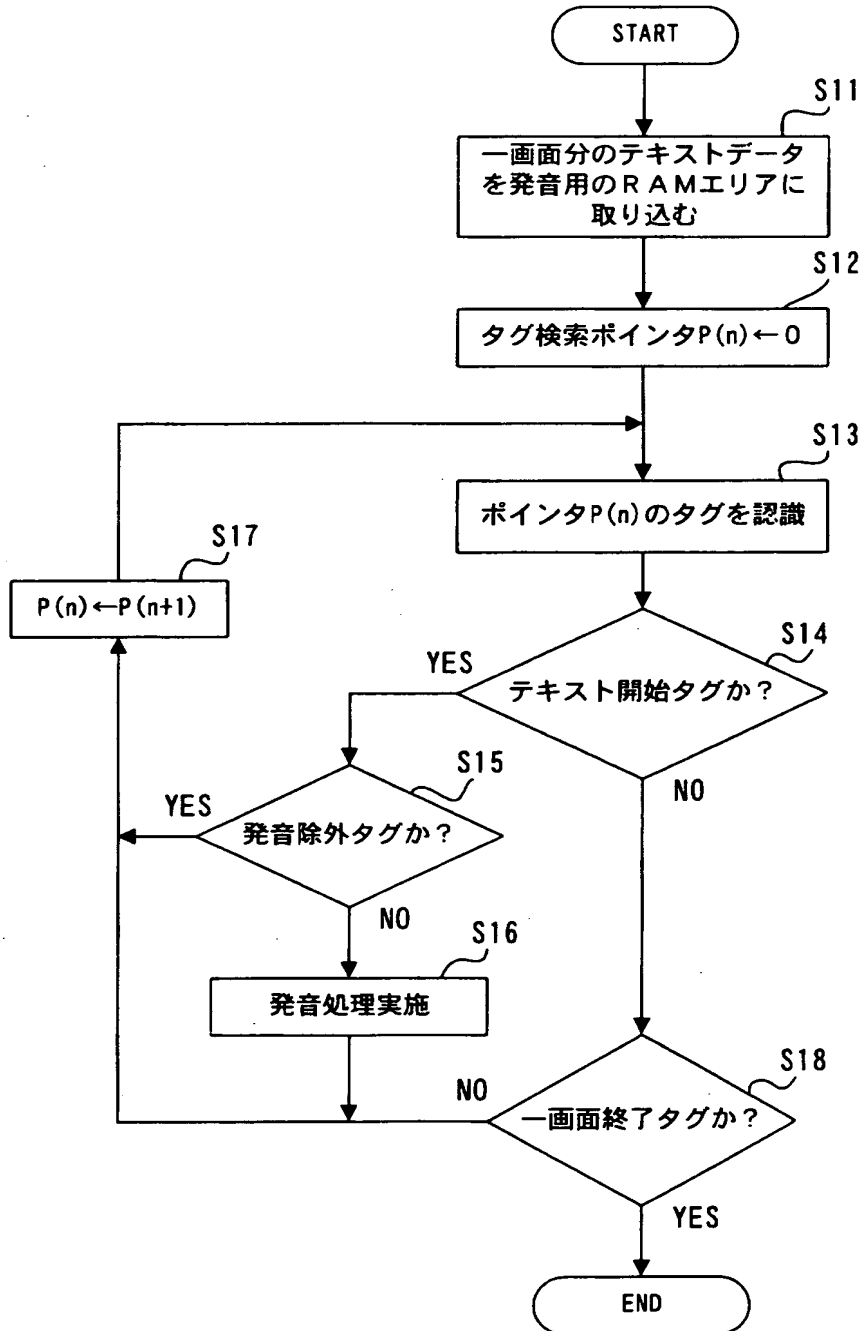 START
S11
一画面分のテキストデータ
を発音用のRAMエリアに
取り込む
S12
タグ検索ポインタP(n)←0
S13
ポインタP(n)のタグを認識
S17
P(n)←P(n+1)
S14
YES
テキスト開始タグか?
NO
S15
YES
発音除外タグか?
NO
S16
発音処理実施
S18
NO
一画面終了タグか?
YES
END